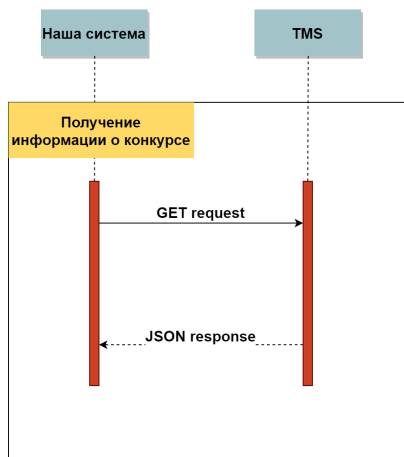 Наша система
TMS
Получение
информации о конкурсе
GET request
JSON response